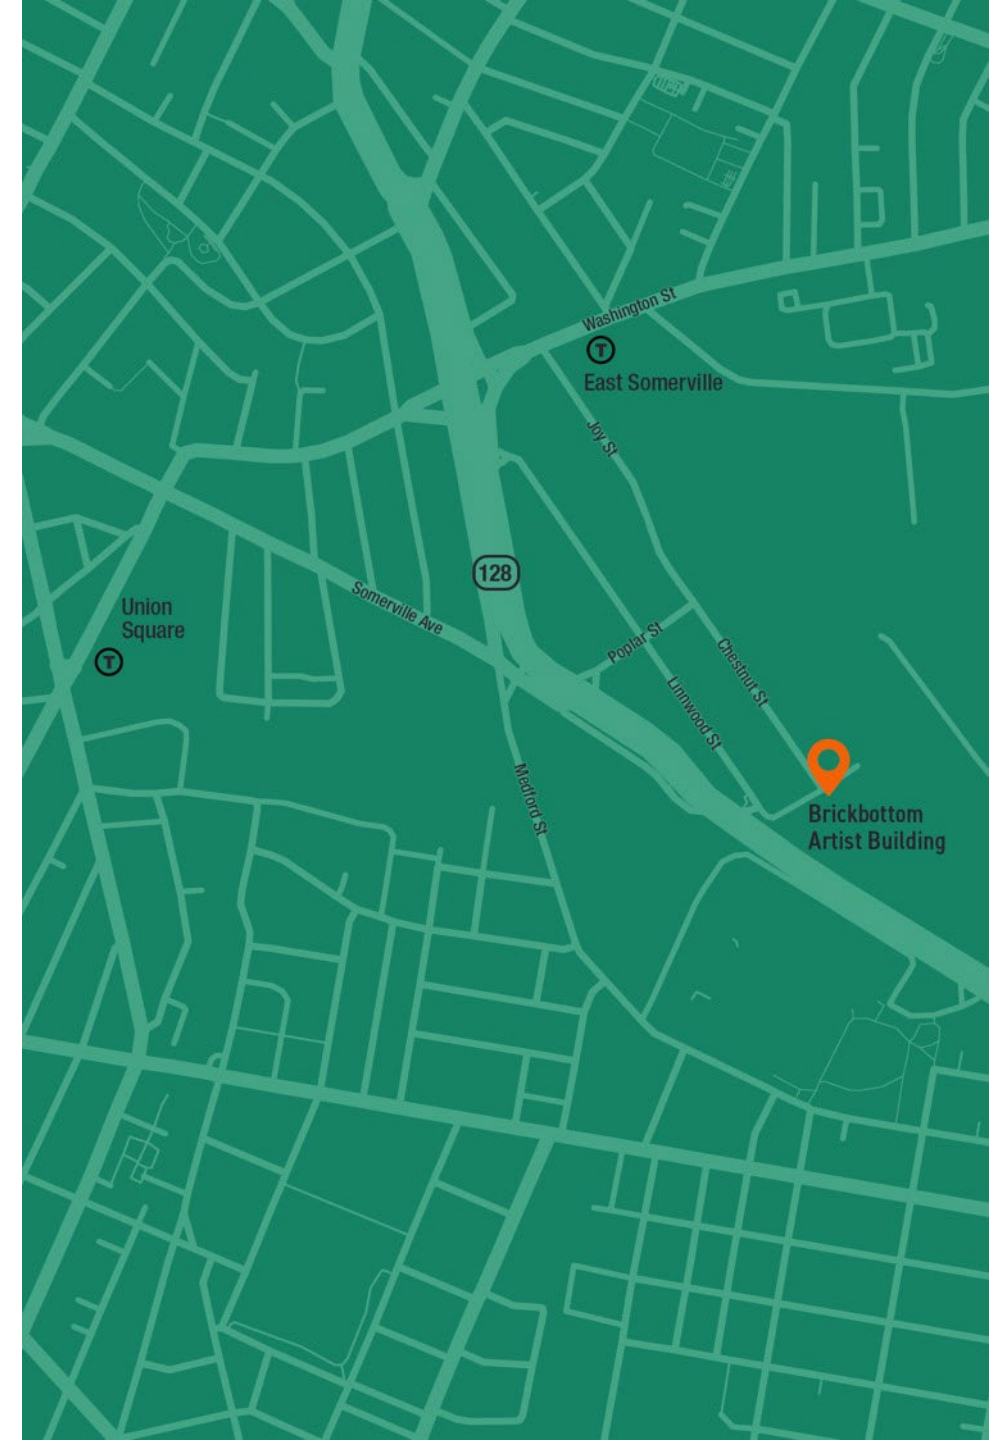 Washington St
T
East Somerville
Joy St
128
Union
Square
T
Somerville Ave
Poplar St
Chestnut St
Linnwood St
Medford St
Brickbottom
Artist Building